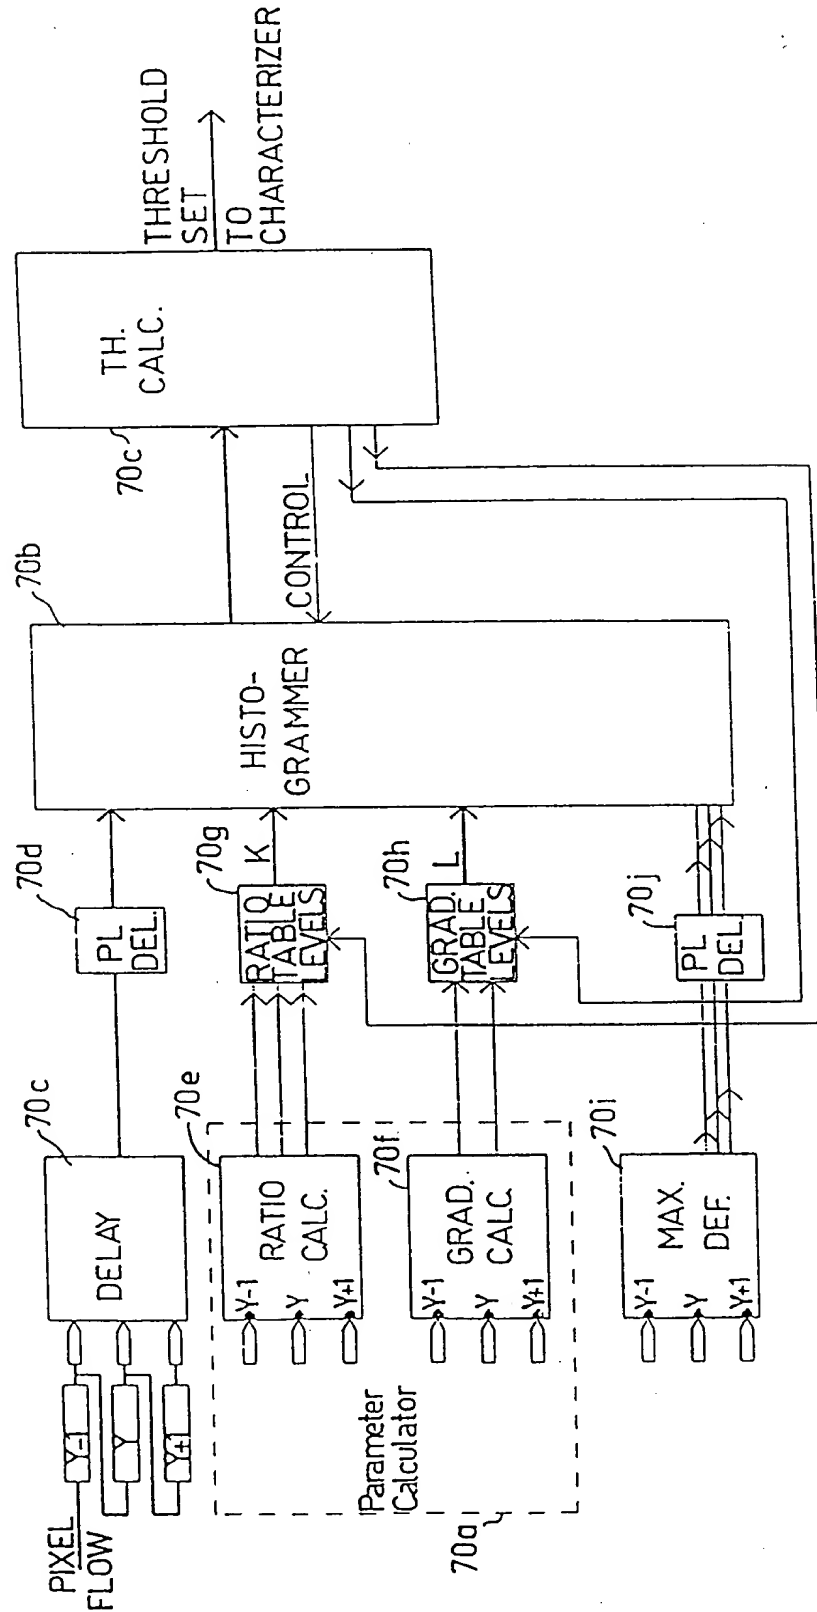 PIXEL
FLOW
Y-1
Y
Y+1
DELAY
70c
PL
DEL.
70d
Parameter
Calculator
70a
Y-1
Y
Y+1
RATIO
CALC.
70e
RATIO
TABLE
LEVELS
70g
K
Y-1
Y
Y+1
GRAD.
CALC.
70f
GRAD.
TABLE
LEVELS
70h
L
Y-1
Y
Y+1
MAX.
DEF.
70i
PL
DEL
70j
HISTO-
GRAMMER
70b
CONTROL
TH.
CALC.
70c
THRESHOLD
SET
TO
CHARACTERIZER